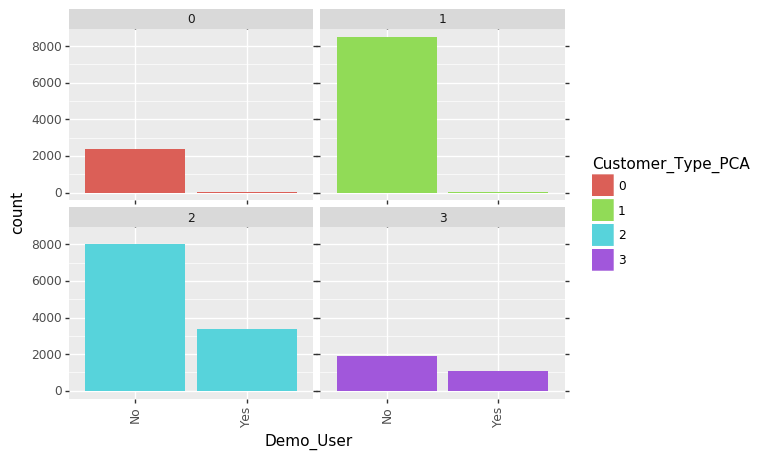 0
1
8000
6000
4000
2000
0
2
3
8000
6000
4000
2000
0
No
Yes
No
Yes
count
Demo_User
Customer_Type_PCA
0
1
2
3